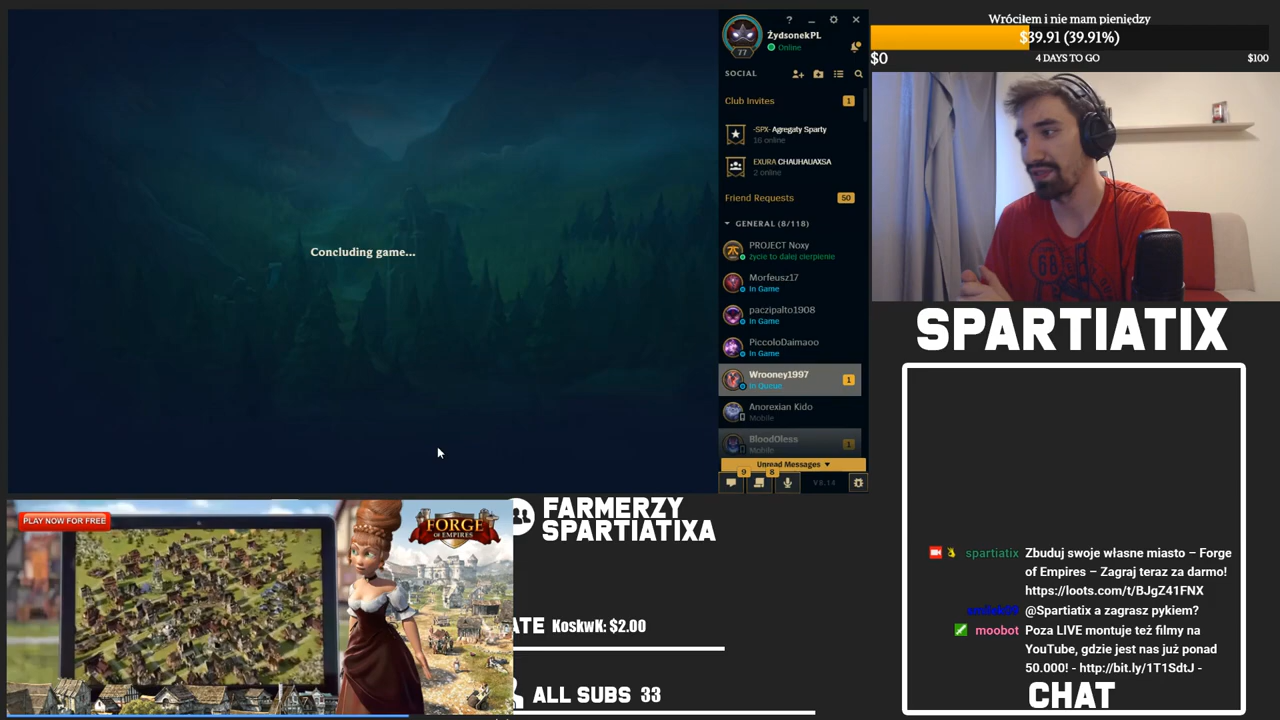 Wróciłem i nie mam pieniędzy
$39.91 (39.91%)
$0
4 DAYS TO GO
$100
ŻydsonekPL
Online
77
SOCIAL
Club Invites
1
-SPX- Agregaty Sparty
16 online
EXURA CHAUHAUAXSA
2 online
Friend Requests
50
GENERAL (8/118)
PROJECT Noxy
życie to dalej cierpienie
Morfeusz17
In Game
paczipalto1908
In Game
PiccoloDaimaoo
In Game
Wrooney1997
In Queue
1
Anorexian Kido
Mobile
BloodOless
Mobile
1
Unread Messages
9
8
V8.14
Concluding game...
SPARTIATIX
PLAY NOW FOR FREE
FORGE
OF EMPIRES
FARMERZY
SPARTIATIXA
ATE KoskwK: $2.00
ALL SUBS 33
spartiatix Zbuduj swoje własne miasto – Forge
of Empires – Zagraj teraz za darmo!
https://loots.com/t/BJgZ41FNX
@Spartiatix a zagrasz pykiem?
moobot Poza LIVE montuje też filmy na
YouTube, gdzie jest nas już ponad
50.000! - http://bit.ly/1T1SdtJ -
CHAT